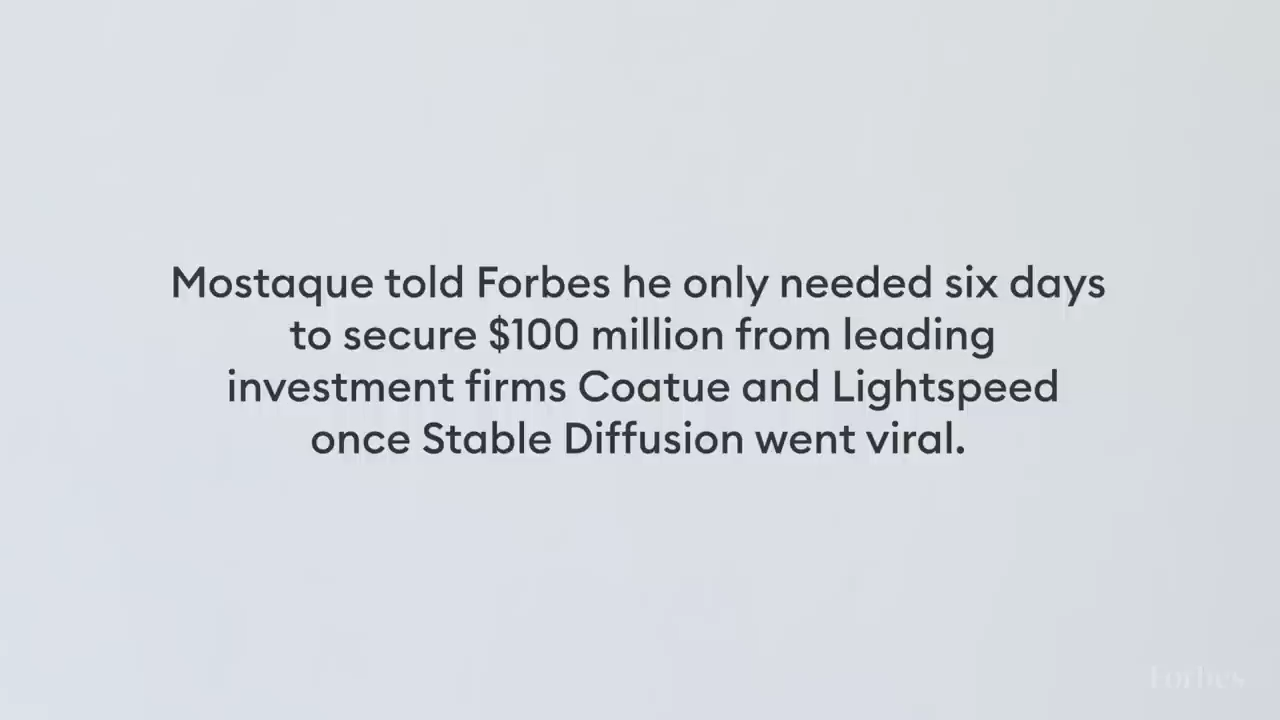 Mostaque told Forbes he only needed six days
to secure $100 million from leading
investment firms Coatue and Lightspeed
once Stable Diffusion went viral.
Forbes